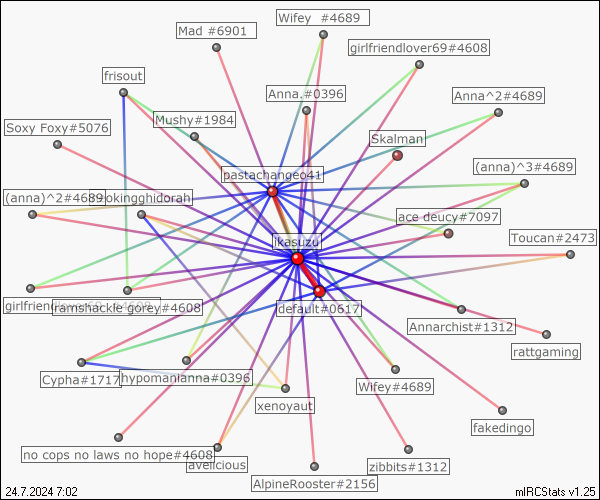 Wifey  #4689
Mad #6901
girlfriendlover69#4608
frisout
Anna.#0396
Anna^2#4689
Mushy#1984
Soxy Foxy#5076
Skalman
pastachangeo41
(anna)^3#4689
(anna)^2#4689
okingghidorah
ace deucy#7097
ikasuzu
Toucan#2473
girlfriend
ramshackle gorey#4608
default#0617
Annarchist#1312
rattgaming
Cypha#1717
hypomanianna#0396
Wifey#4689
xenoyaut
fakedingo
no cops no laws no hope#4608
avelicious
zibbits#1312
AlpineRooster#2156
24.7.2024 7:02
mIRCStats v1.25